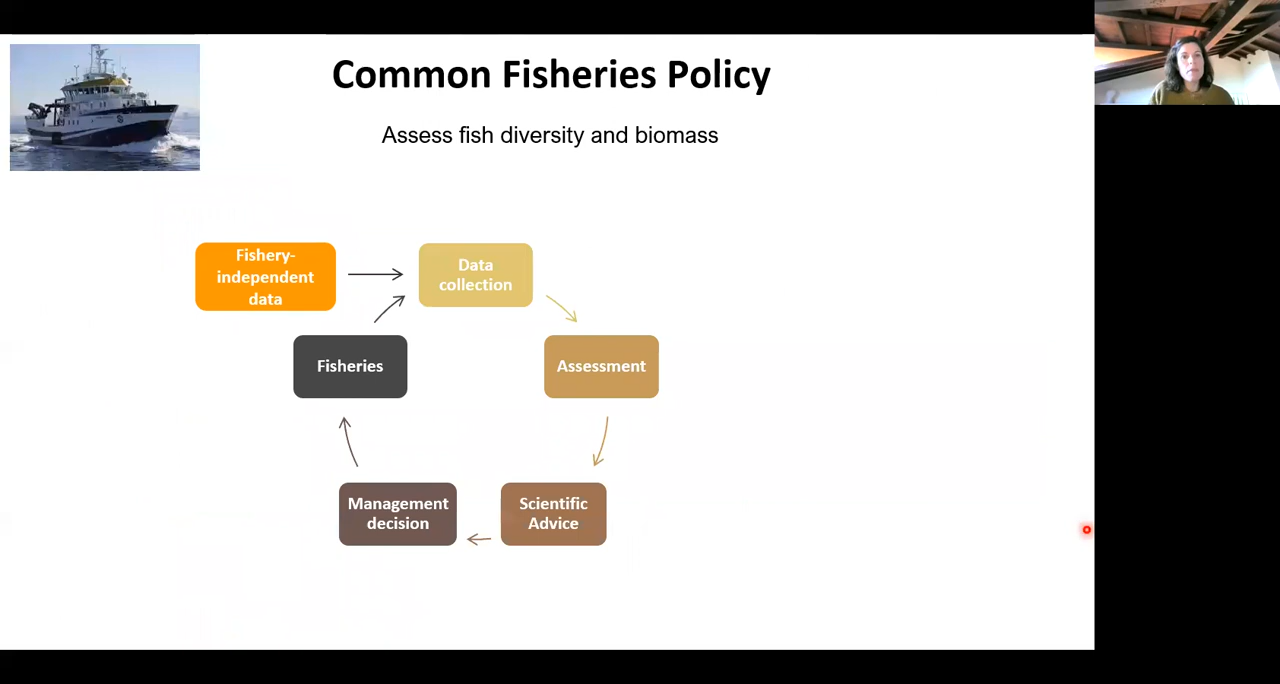 Common Fisheries Policy
Assess fish diversity and biomass
Fishery-
independent
data
Data
collection
Fisheries
Assessment
Management
decision
Scientific
Advice